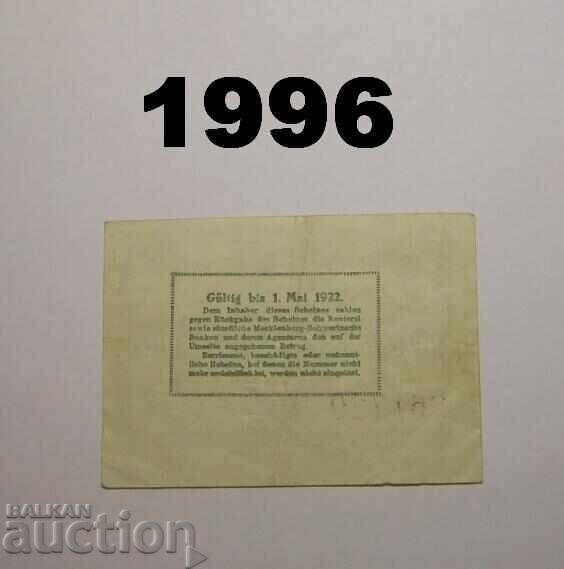 1996
Gültig bis 1. Mai 1922.
Dem Inhaber dieses Scheines zahlen
gegen Rückgabe des Scheines die Renterei
sowie sämtliche Mecklenburg-Schwerinsche
Banken und deren Agenturen den auf der
Umseite angegebenen Betrag.
Zerrissene, beschädigte oder unkennt-
liche Scheine, bei denen die Nummer nicht
mehr ersichtlich ist, werden nicht eingelöst.
BALKAN
auction